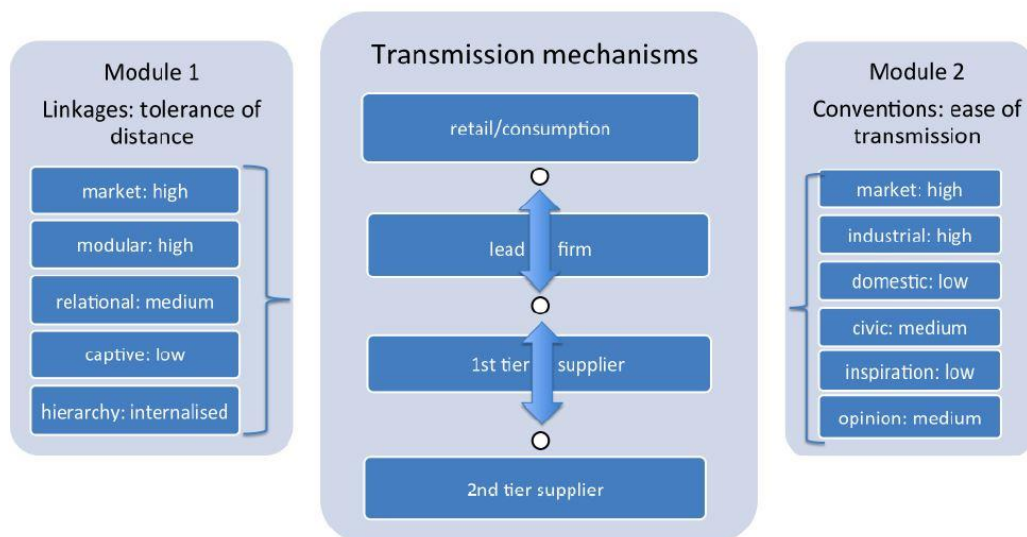 Module 1
Linkages: tolerance of
distance
market: high
modular: high
relational: medium
captive: low
hierarchy: internalised
Transmission mechanisms
retail/consumption
lead firm
1st tier supplier
2nd tier supplier
Module 2
Conventions: ease of
transmission
market: high
industrial: high
domestic: low
civic: medium
inspiration: low
opinion: medium